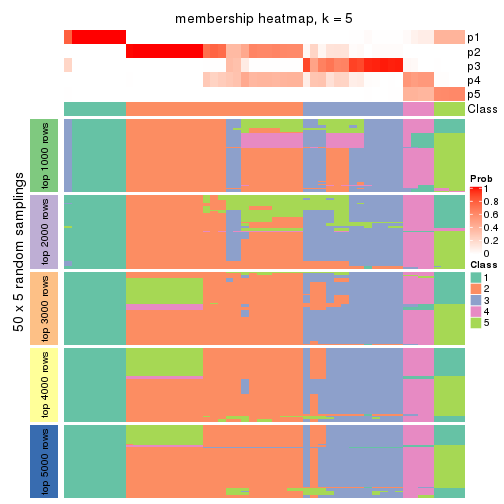 membership heatmap, k = 5
p1
p2
p3
p4
p5
Class
50 x 5 random samplings
top 1000 rows
top 2000 rows
top 3000 rows
top 4000 rows
top 5000 rows
Prob
1
0.8
0.6
0.4
0.2
0
Class
1
2
3
4
5